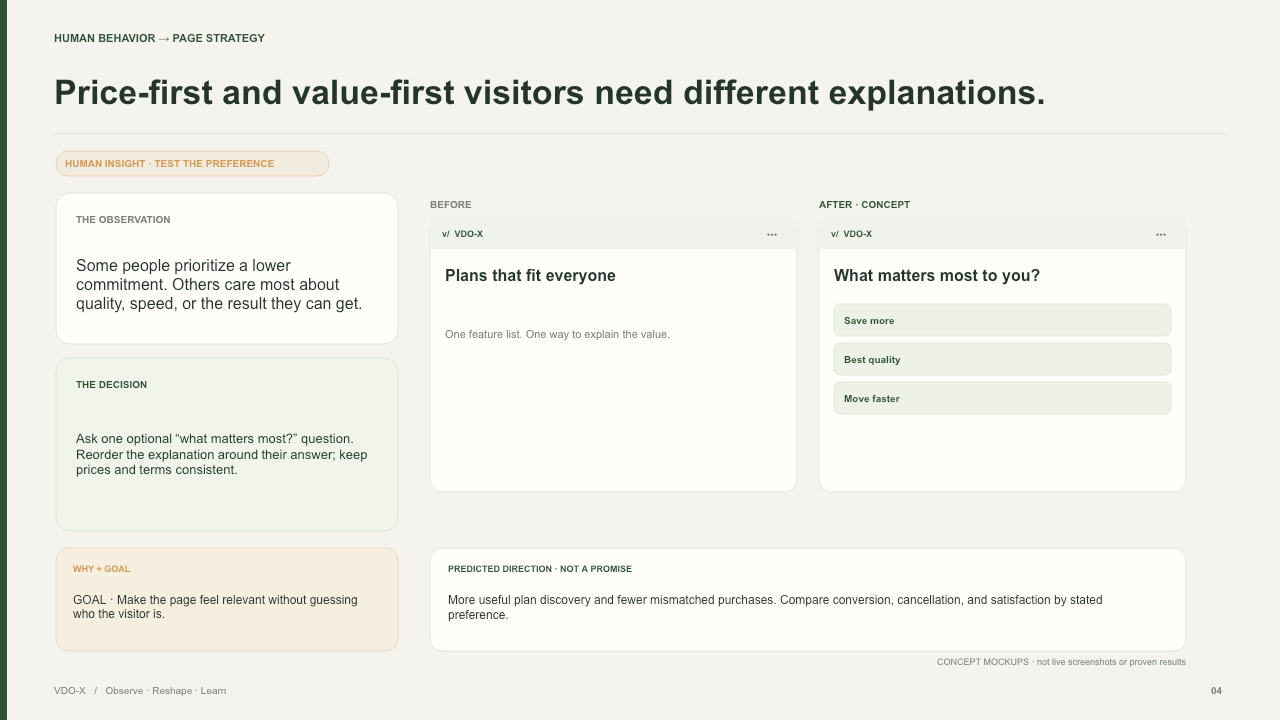 HUMAN BEHAVIOR → PAGE STRATEGY
Price-first and value-first visitors need different explanations.
HUMAN INSIGHT · TEST THE PREFERENCE
THE OBSERVATION
Some people prioritize a lower
commitment. Others care most about
quality, speed, or the result they can get.
THE DECISION
Ask one optional “what matters most?” question.
Reorder the explanation around their answer; keep
prices and terms consistent.
WHY + GOAL
GOAL · Make the page feel relevant without guessing
who the visitor is.
BEFORE
v/ VDO-X •••
Plans that fit everyone
One feature list. One way to explain the value.
AFTER · CONCEPT
v/ VDO-X •••
What matters most to you?
Save more
Best quality
Move faster
PREDICTED DIRECTION · NOT A PROMISE
More useful plan discovery and fewer mismatched purchases. Compare conversion, cancellation, and satisfaction by stated
preference.
CONCEPT MOCKUPS · not live screenshots or proven results
VDO-X / Observe · Reshape · Learn
04